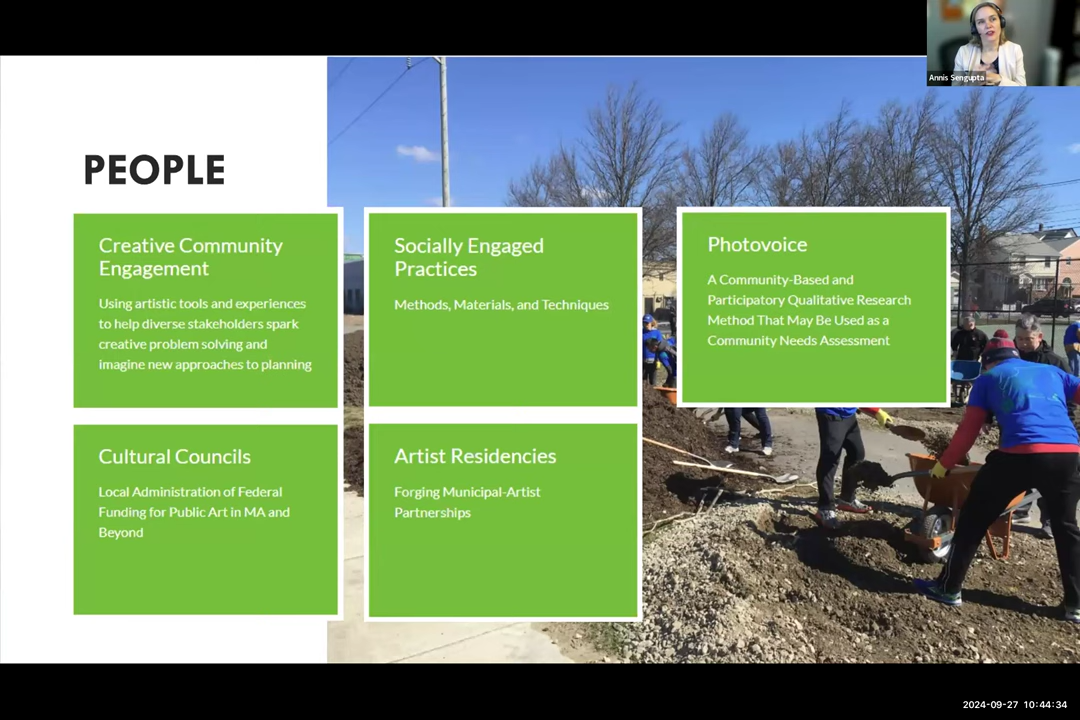 Annis Sengupta
PEOPLE
Creative Community
Engagement
Using artistic tools and experiences
to help diverse stakeholders spark
creative problem solving and
imagine new approaches to planning
Socially Engaged
Practices
Methods, Materials, and Techniques
Photovoice
A Community-Based and
Participatory Qualitative Research
Method That May Be Used as a
Community Needs Assessment
Cultural Councils
Local Administration of Federal
Funding for Public Art in MA and
Beyond
Artist Residencies
Forging Municipal-Artist
Partnerships
2024-09-27 10:44:34